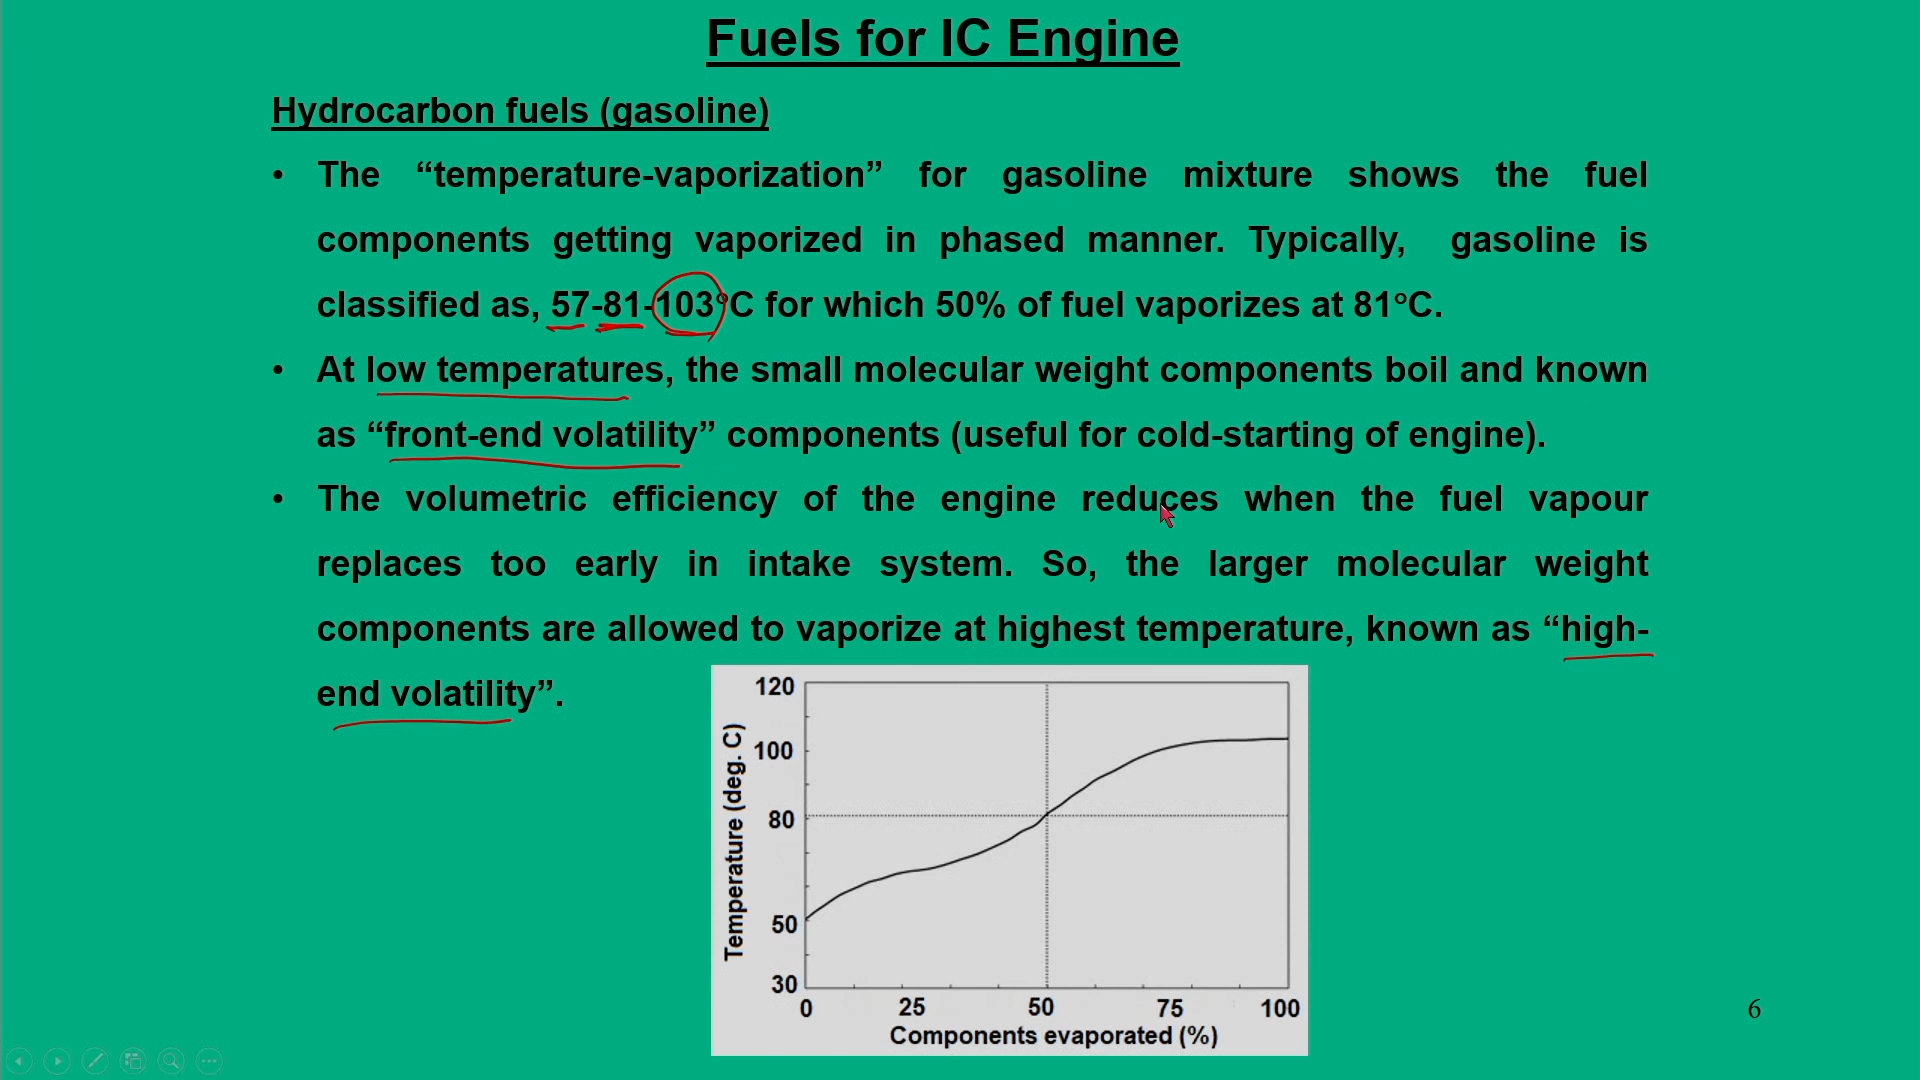 Fuels for IC Engine
Hydrocarbon fuels (gasoline)
• The “temperature-vaporization” for gasoline mixture shows the fuel
components getting vaporized in phased manner. Typically, gasoline is
classified as, 57-81-103°C for which 50% of fuel vaporizes at 81°C.
• At low temperatures, the small molecular weight components boil and known
as “front-end volatility” components (useful for cold-starting of engine).
• The volumetric efficiency of the engine reduces when the fuel vapour
replaces too early in intake system. So, the larger molecular weight
components are allowed to vaporize at highest temperature, known as “high-
end volatility”.
Temperature (deg. C)
120
100
80
50
30
0 25 50 75 100
Components evaporated (%)
6